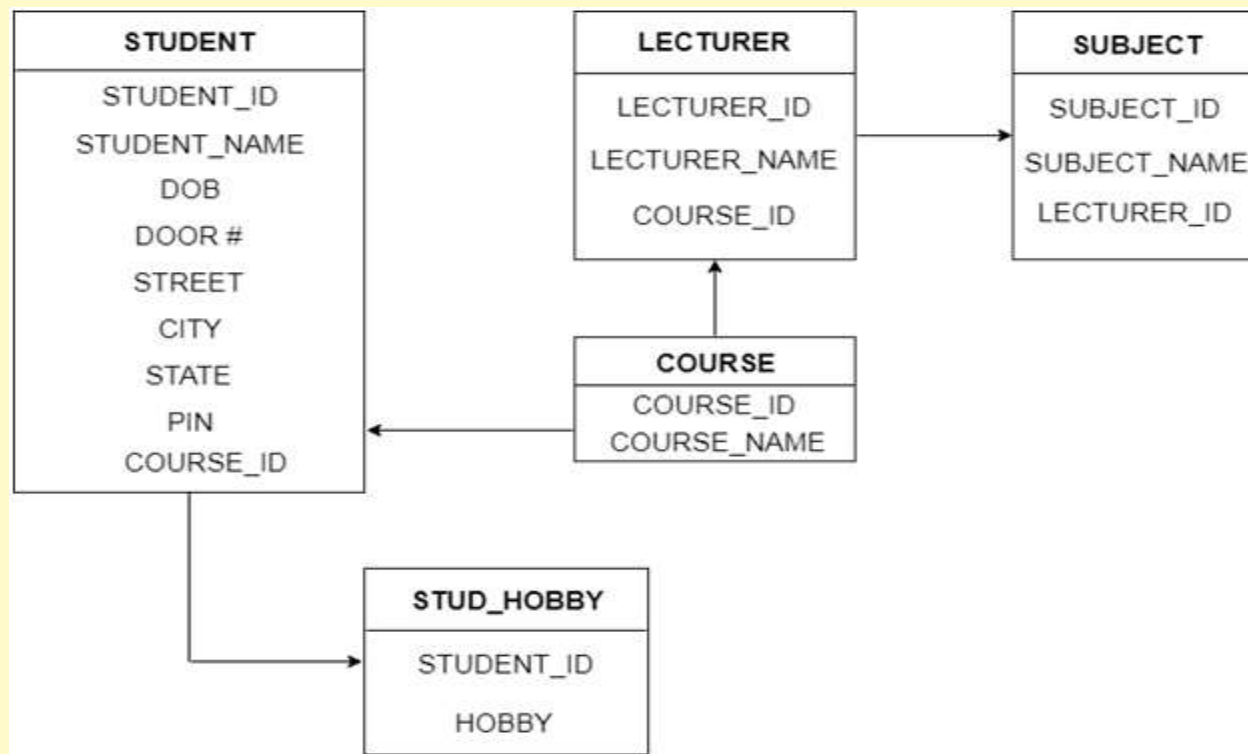 STUDENT
STUDENT_ID
STUDENT_NAME
DOB
DOOR #
STREET
CITY
STATE
PIN
COURSE_ID
LECTURER
LECTURER_ID
LECTURER_NAME
COURSE_ID
SUBJECT
SUBJECT_ID
SUBJECT_NAME
LECTURER_ID
COURSE
COURSE_ID
COURSE_NAME
STUD_HOBBY
STUDENT_ID
HOBBY